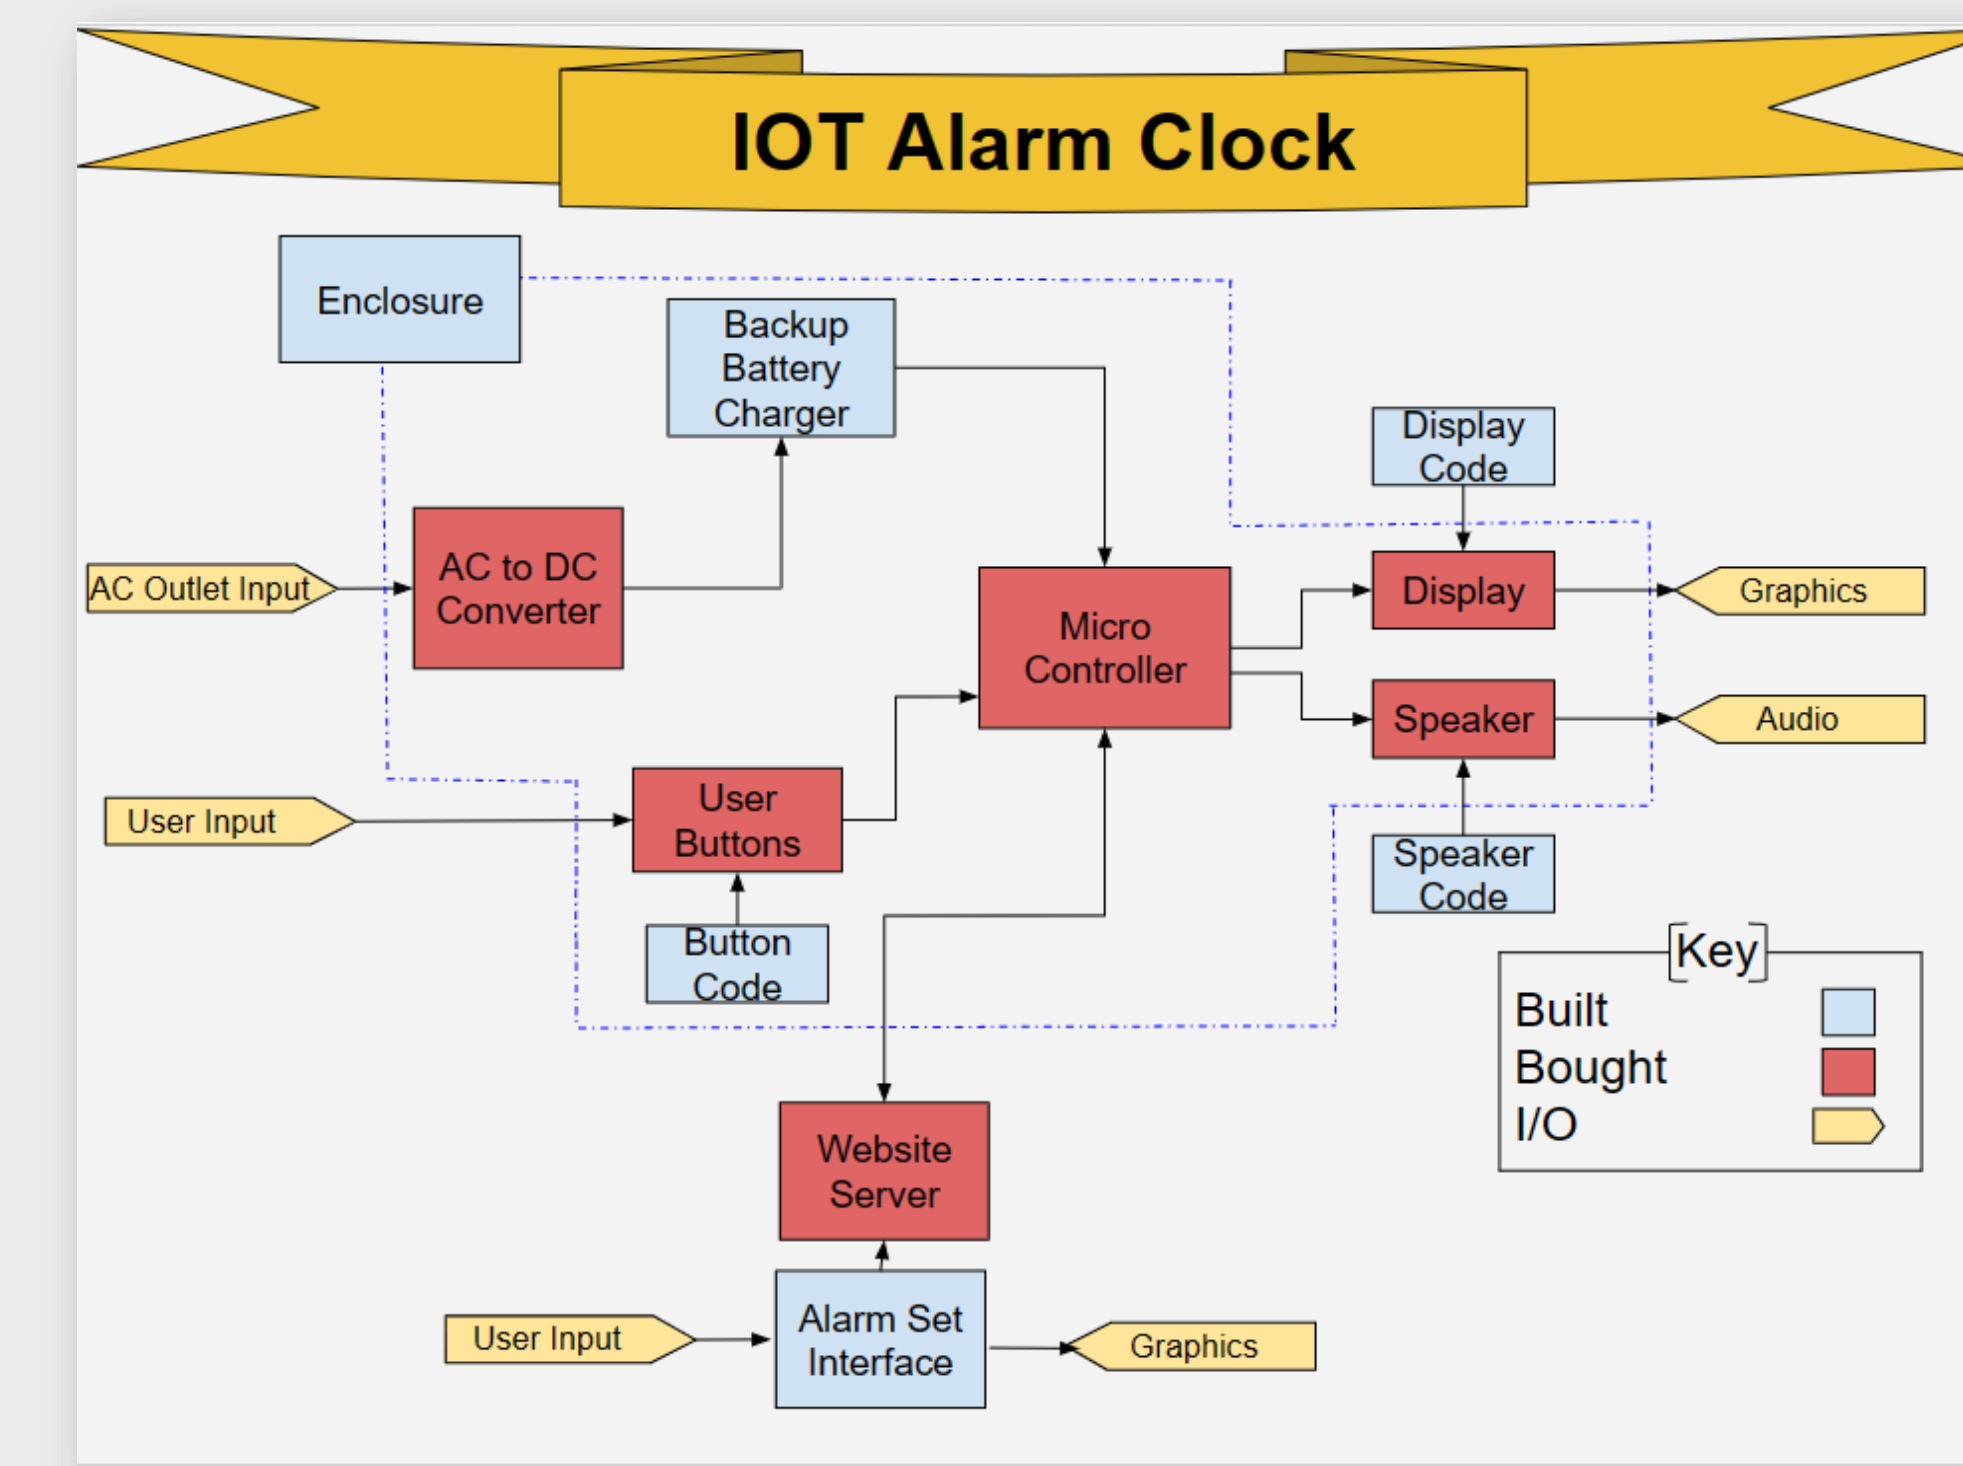 IOT Alarm Clock
Enclosure
Backup
Battery
Charger
Display
Code
AC Outlet Input
AC to DC
Converter
Micro
Controller
Display
Graphics
Speaker
Audio
User Input
User
Buttons
Speaker
Code
Button
Code
Key
Built
Bought
I/O
Website
Server
User Input
Alarm Set
Interface
Graphics